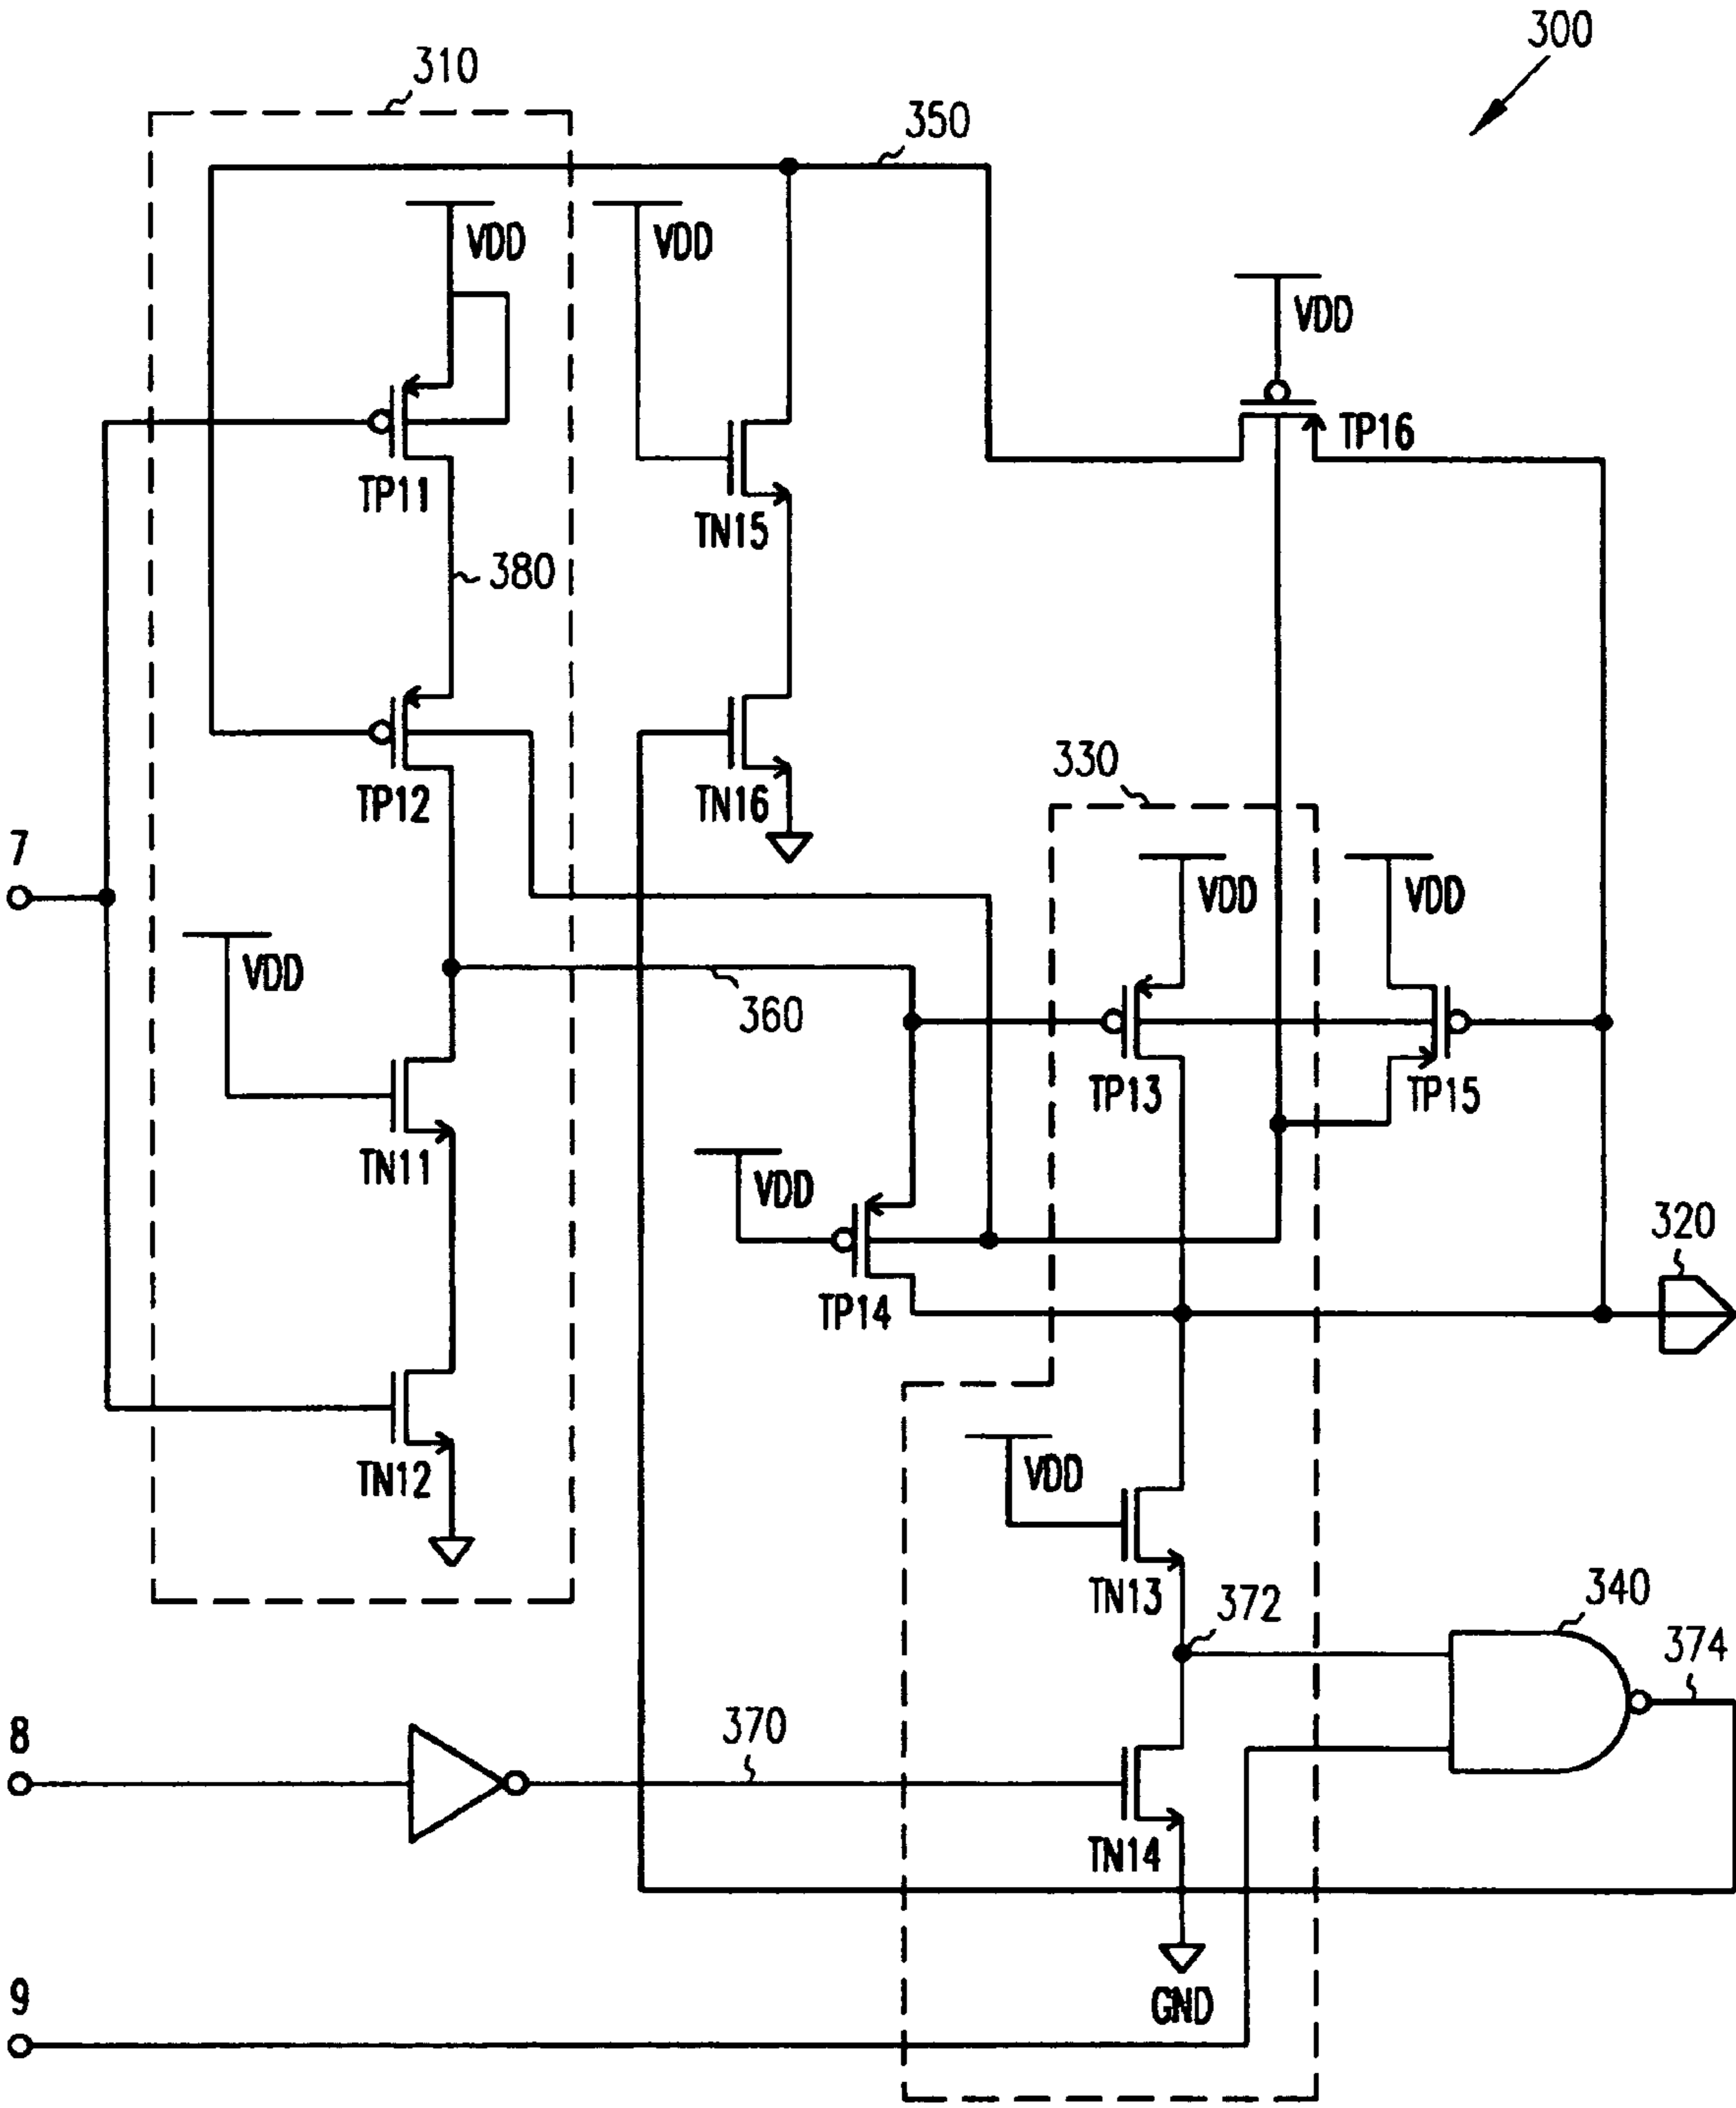 300
310
350
VDD
VDD
VDD
TP16
TP11
TN15
380
330
TP12
TN16
7
VDD
VDD
VDD
360
TP13
TP15
TN11
VDD
320
TP14
VDD
TN12
TN13
372
340
374
8
370
TN14
9
GND